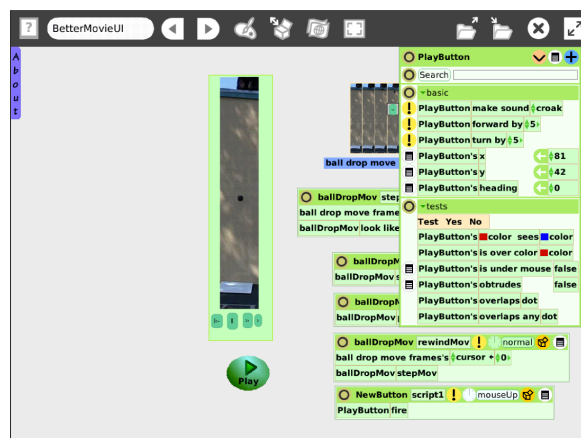 BetterMovieUI
A
b
o
u
t
PlayButton
Search
basic
PlayButton make sound croak
PlayButton forward by 5
PlayButton turn by 5
PlayButton's x 81
PlayButton's y 42
PlayButton's heading 0
tests
Test Yes No
PlayButton's color sees color
PlayButton's is over color color
PlayButton's is under mouse false
PlayButton's obtrudes false
PlayButton's overlaps dot
PlayButton's overlaps any dot
ball drop move
ballDropMov
ball drop move frame
ballDropMov look like
ballDropM
ballDropMov
ballDropM
ballDropMov
ballDropMov rewindMov ! normal
ball drop move frames's cursor 0
ballDropMov stepMov
NewButton script1 ! mouseUp
PlayButton fire
Play